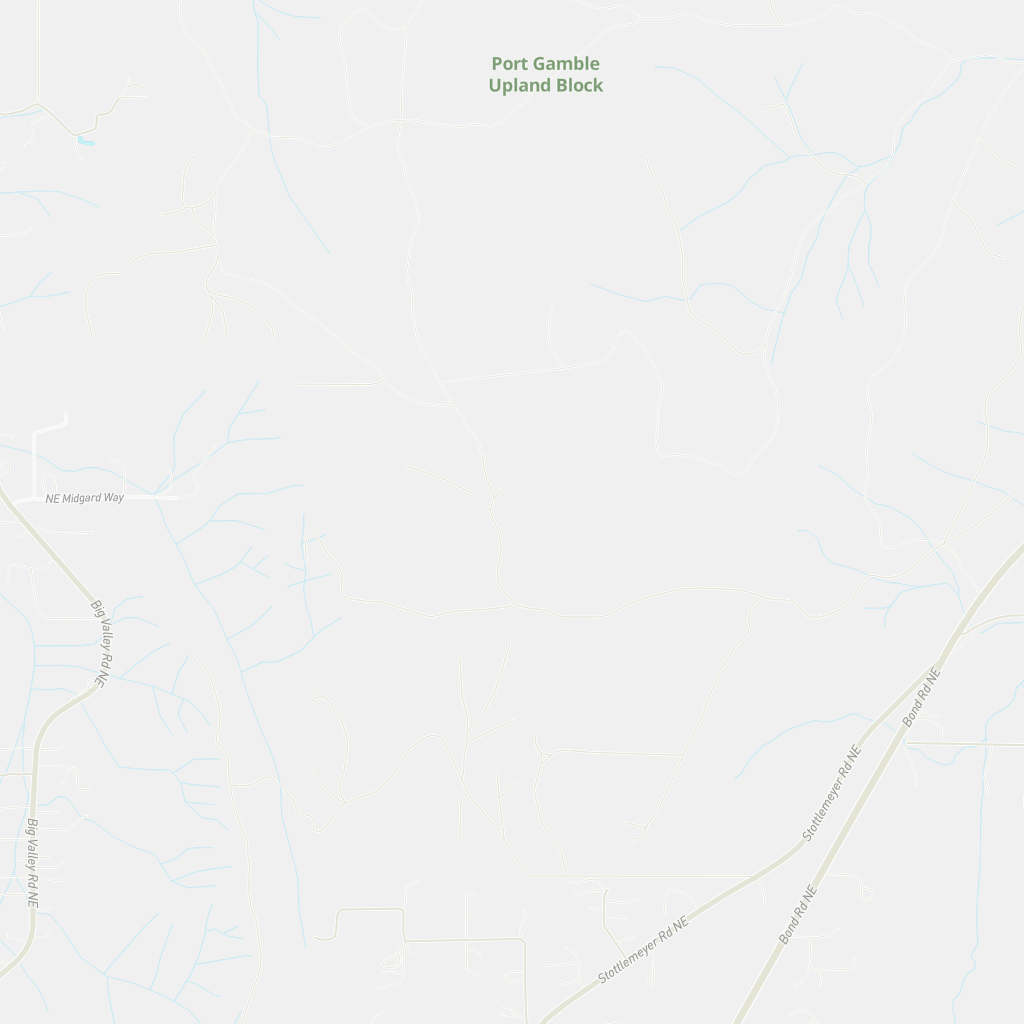 Port Gamble
Upland Block
NE Midgard Way
Big Valley Rd NE
Bond Rd NE
Stottlemeyer Rd NE
Big Valley Rd NE
Bond Rd NE
Stottlemeyer Rd NE